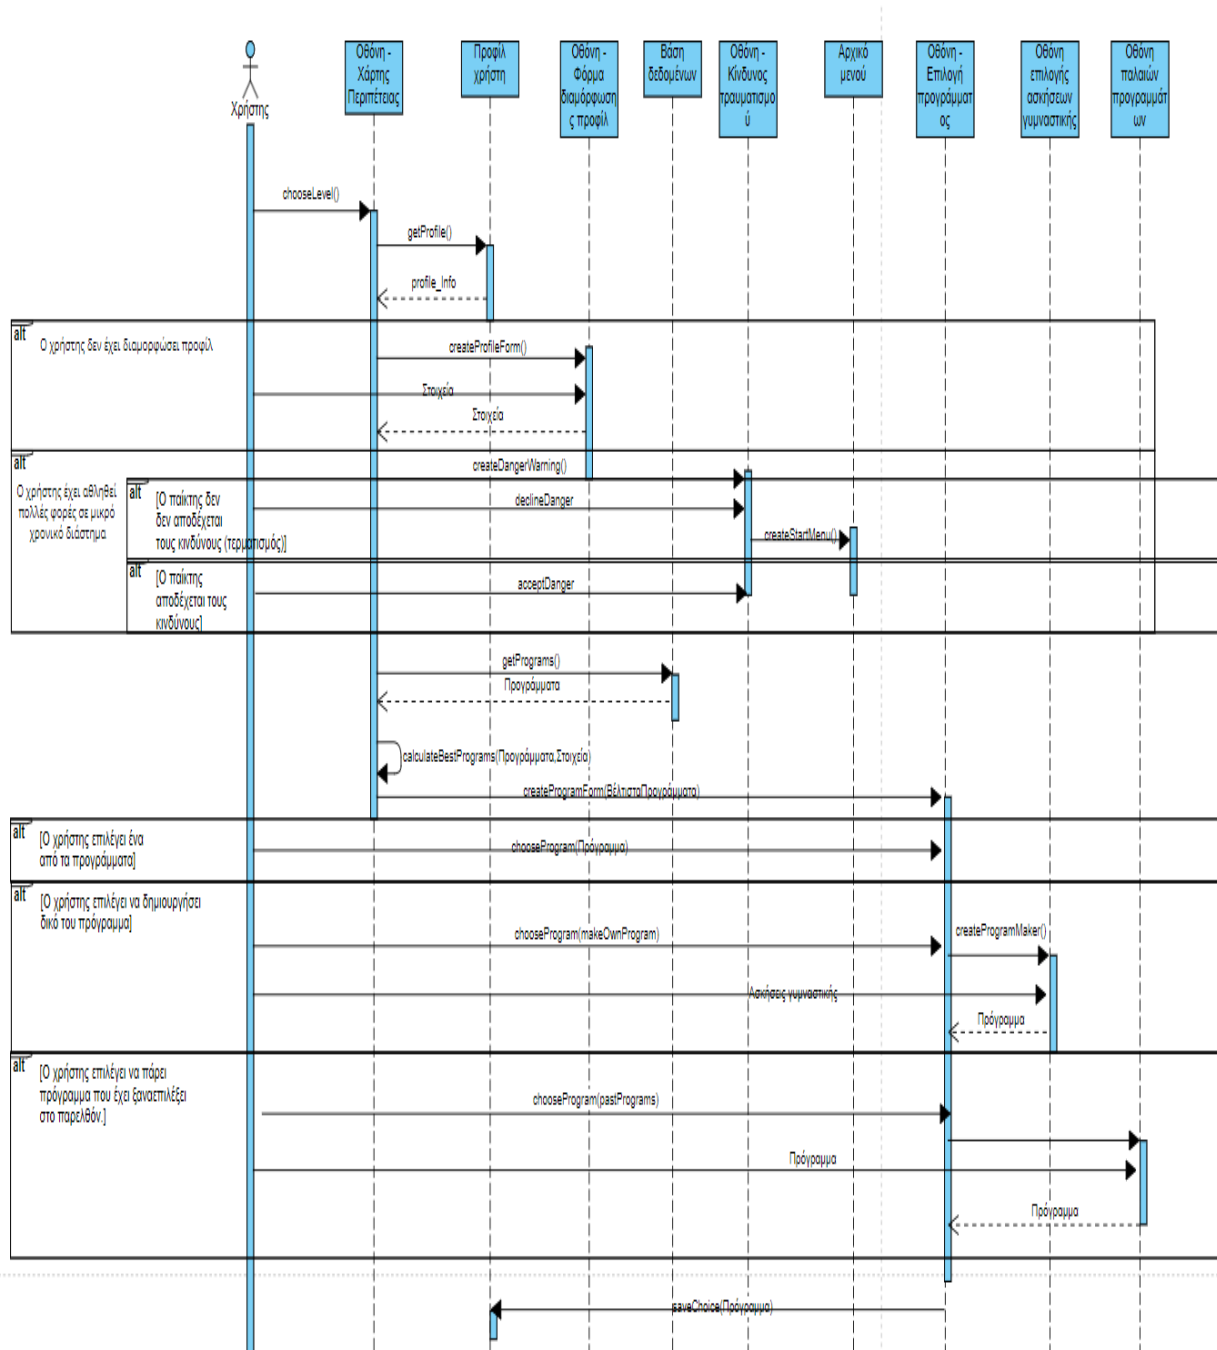 Χρήστης
Οθόνη -
Χάρτης
Περιπέτειας
Προφίλ
χρήστη
Οθόνη -
Φόρμα
διαμόρφωση
ς προφίλ
Βάση
δεδομένων
Οθόνη -
Κίνδυνος
τραυματισμο
ύ
Αρχικό
μενού
Οθόνη -
Επιλογή
προγράμματ
ος
Οθόνη
επιλογής
ασκήσεων
γυμναστικής
Οθόνη
παλαιών
προγραμμάτ
ων
chooseLevel()
getProfile()
profile_Info
alt
Ο χρήστης δεν έχει διαμορφώσει προφίλ
createProfileForm()
Στοιχεία
Στοιχεία
alt
Ο χρήστης έχει αθληθεί
πολλές φορές σε μικρό
χρονικό διάστημα
createDangerWarning()
alt
[Ο παίκτης δεν
δεν αποδέχεται
τους κινδύνους (τερματισμός)]
declineDanger
createStartMenu()
alt
[Ο παίκτης
αποδέχεται τους
κινδύνους]
acceptDanger
getPrograms()
Προγράμματα
calculateBestPrograms(Προγράμματα,Στοιχεία)
createProgramForm(ΒέλτισταΠρογράμματα)
alt
[Ο χρήστης επιλέγει ένα
από τα προγράμματα]
chooseProgram(Πρόγραμμα)
alt
[Ο χρήστης επιλέγει να δημιουργήσει
δικό του πρόγραμμα]
chooseProgram(makeOwnProgram)
createProgramMaker()
Ασκήσεις γυμναστικής
Πρόγραμμα
alt
[Ο χρήστης επιλέγει να πάρει
πρόγραμμα που έχει ξαναεπιλέξει
στο παρελθόν.]
chooseProgram(pastPrograms)
Πρόγραμμα
Πρόγραμμα
saveChoice(Πρόγραμμα)